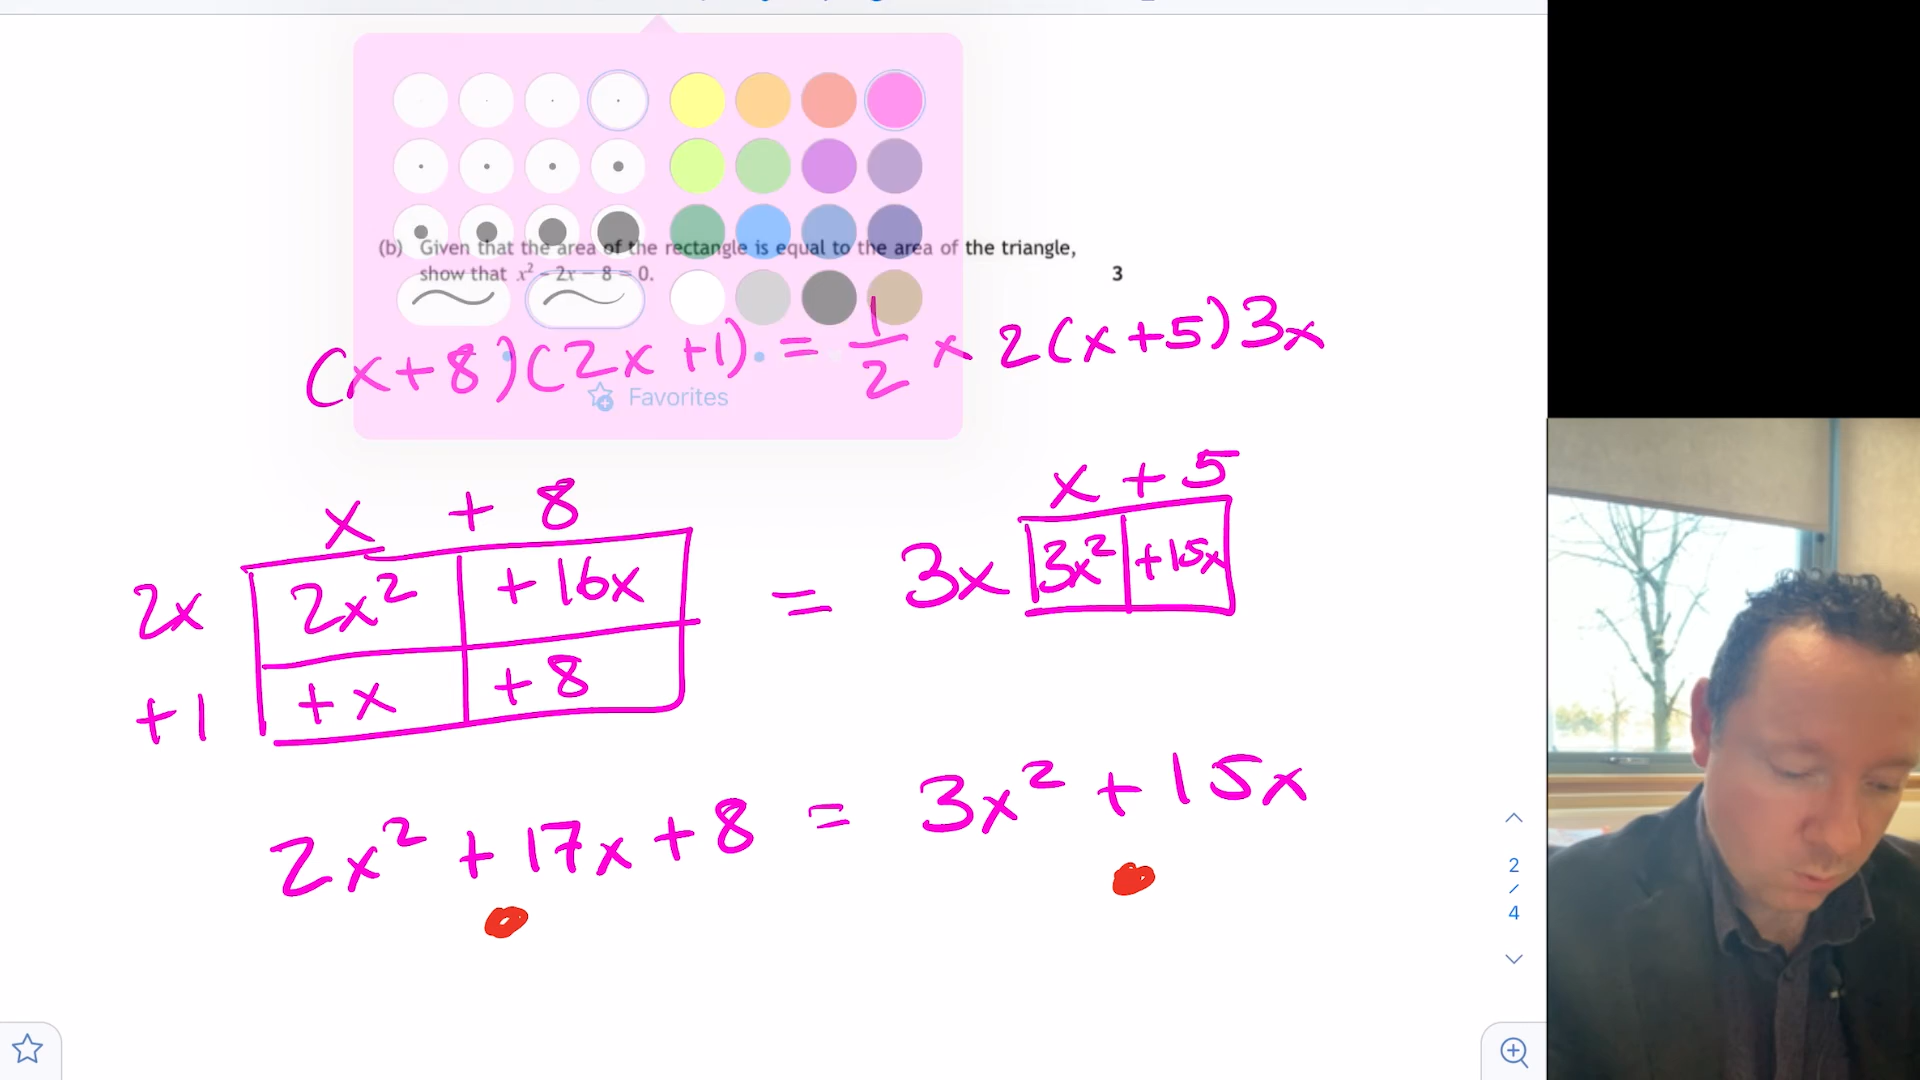 (b) Given that the area of the rectangle is equal to the area of the triangle,
show that x² – 2x – 8 = 0.
3
(x+8)(2x+1) = 1/2 × 2(x+5)3x
Favorites
x + 8
x + 5
2x 2x² +16x = 3x 3x² +15x
+1 +x +8
2x² + 17x + 8 = 3x² + 15x
2
/
4